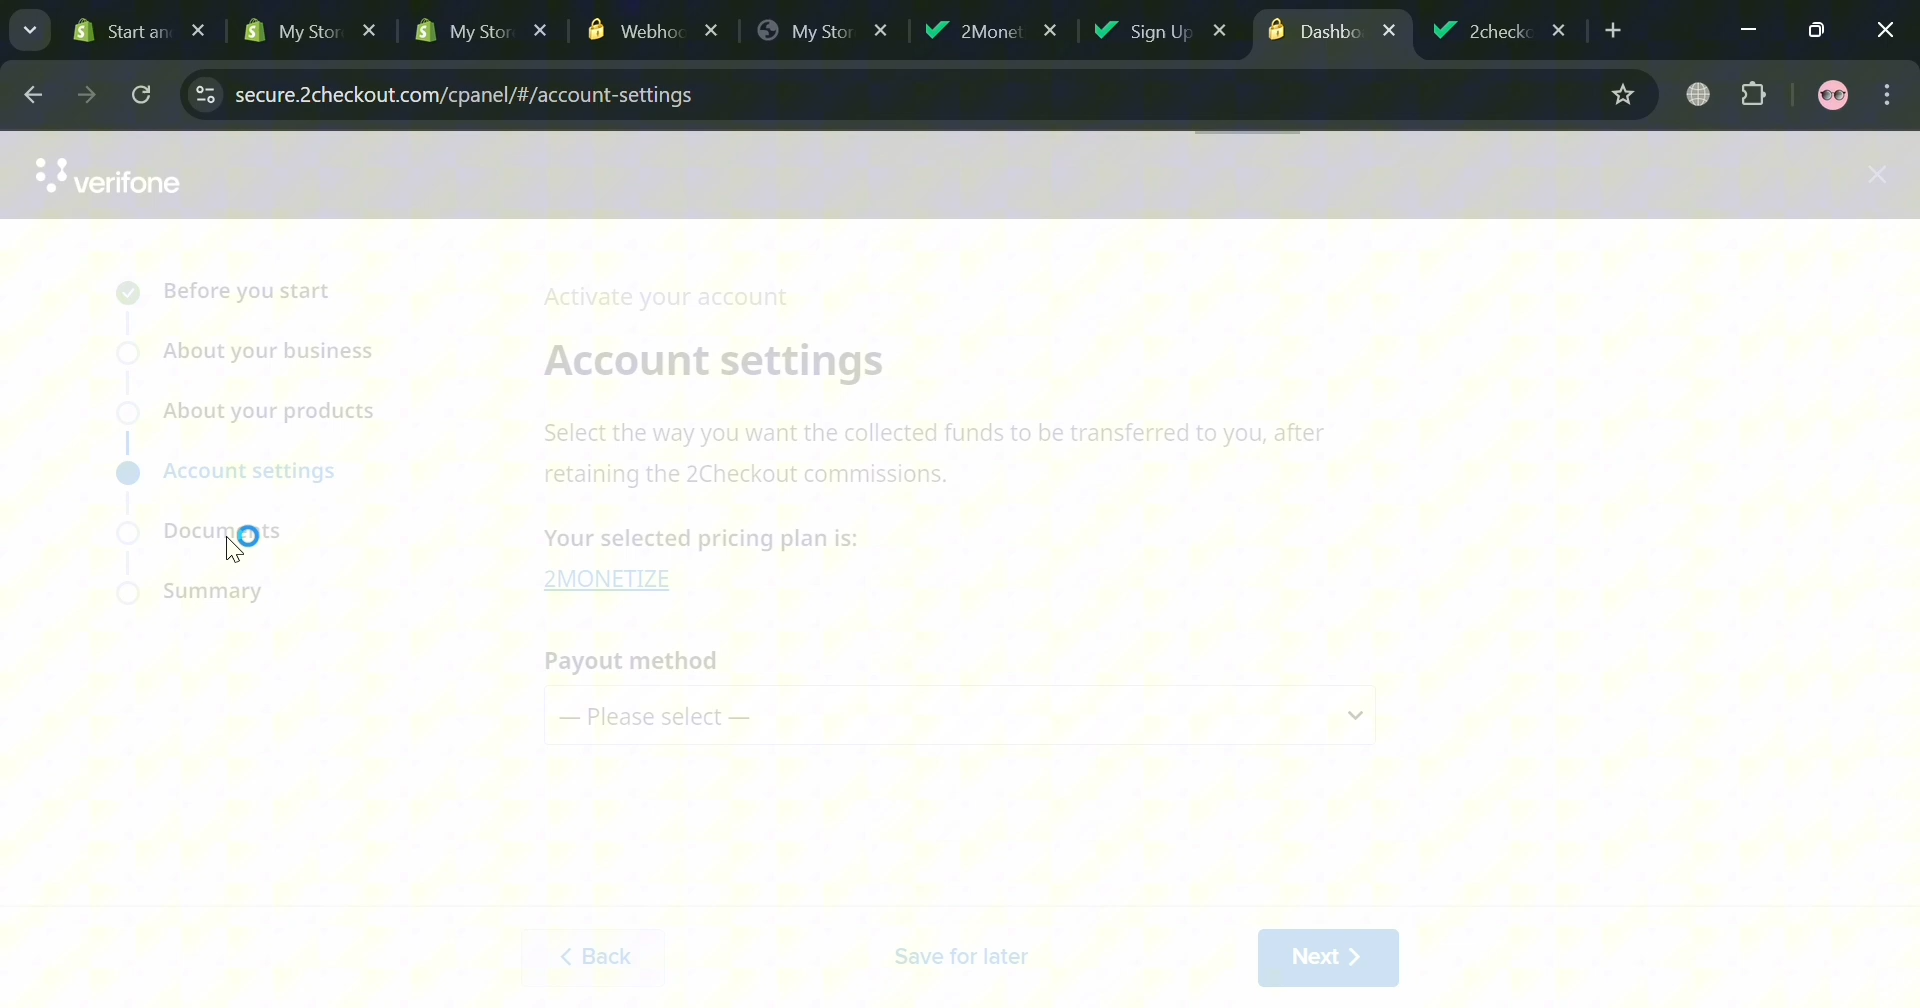 Start an
My Stor
My Stor
Webhoc
My Stor
2Monet
Sign Up
Dashbo
2checko
secure.2checkout.com/cpanel/#/account-settings
verifone
Before you start
About your business
About your products
Account settings
Documents
Summary
Activate your account
Account settings
Select the way you want the collected funds to be transferred to you, after
retaining the 2Checkout commissions.
Your selected pricing plan is:
2MONETIZE
Payout method
— Please select —
Back
Save for later
Next